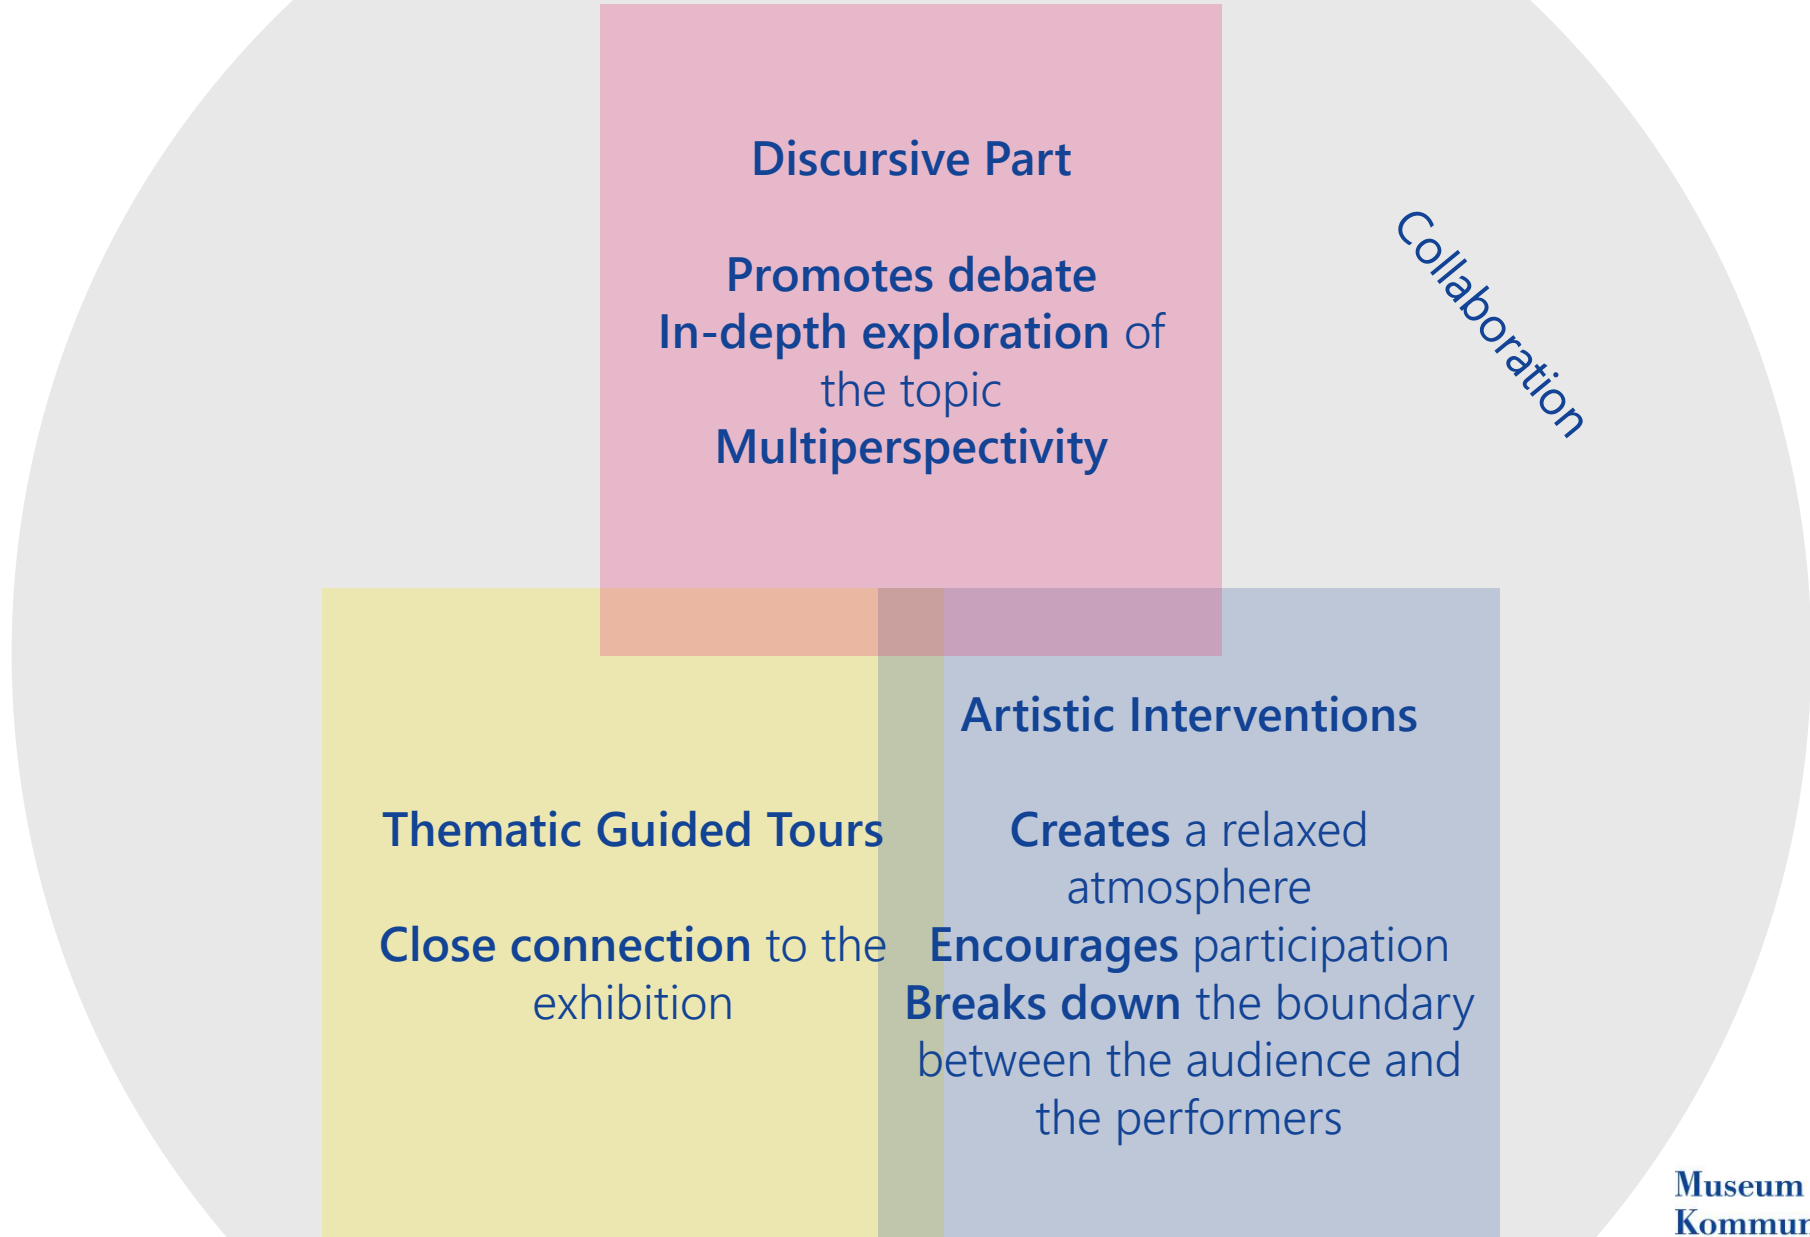 Discursive Part
Promotes debate
In-depth exploration of
the topic
Multiperspectivity
Collaboration
Thematic Guided Tours
Close connection to the
exhibition
Artistic Interventions
Creates a relaxed
atmosphere
Encourages participation
Breaks down the boundary
between the audience and
the performers
Museum